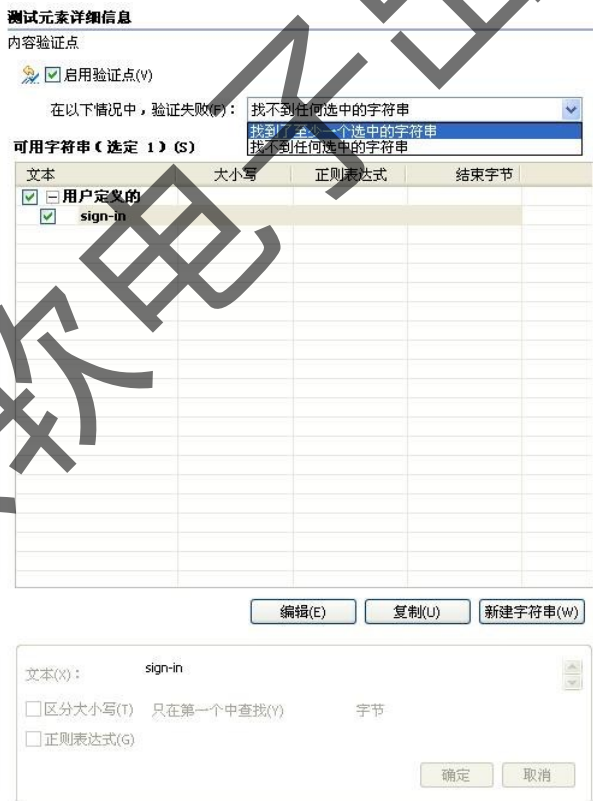 测试元素详细信息
内容验证点
启用验证点(V)
在以下情况中，验证失败(F)： 找不到任何选中的字符串
找到了至少一个选中的字符串
可用字符串（选定 1）(S) 找不到任何选中的字符串
文本 大小写 正则表达式 结束字节
用户定义的
sign-in
编辑(E) 复制(U) 新建字符串(W)
文本(X)： sign-in
区分大小写(T) 只在第一个中查找(Y) 字节
正则表达式(G)
确定 取消
软电子出